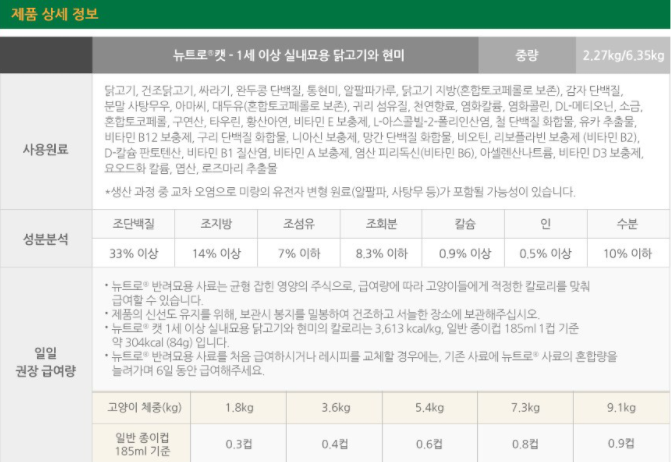 제품 상세 정보
뉴트로®캣 - 1세 이상 실내묘용 닭고기와 현미 중량 2.27kg/6.35kg
사용원료
닭고기, 건조닭고기, 싸라기, 완두콩 단백질, 통현미, 알팔파가루, 닭고기 지방(혼합토코페롤로 보존), 감자 단백질,
분말 사탕무우, 아마씨, 대두유(혼합토코페롤로 보존), 귀리 섬유질, 천연향료, 염화칼륨, 염화콜린, DL-메티오닌, 소금,
혼합토코페롤, 구연산, 타우린, 황산아연, 비타민 E 보충제, L-아스콜빌-2-폴리인산염, 철 단백질 화합물, 유카 추출물,
비타민 B12 보충제, 구리 단백질 화합물, 니아신 보충제, 망간 단백질 화합물, 비오틴, 리보플라빈 보충제 (비타민 B2),
D-칼슘 판토텐산, 비타민 B1 질산염, 비타민 A 보충제, 염산 피리독신(비타민 B6), 아셀렌산나트륨, 비타민 D3 보충제,
요오드화 칼륨, 엽산, 로즈마리 추출물
*생산 과정 중 교차 오염으로 미량의 유전자 변형 원료(알팔파, 사탕무 등)가 포함될 가능성이 있습니다.
성분분석
조단백질 조지방 조섬유 조회분 칼슘 인 수분
33% 이상 14% 이상 7% 이하 8.3% 이하 0.9% 이상 0.5% 이상 10% 이하
일일
권장 급여량
• 뉴트로® 반려묘용 사료는 균형 잡힌 영양의 주식으로, 급여량에 따라 고양이들에게 적정한 칼로리를 맞춰
급여할 수 있습니다.
• 제품의 신선도 유지를 위해, 보관시 봉지를 밀봉하여 건조하고 서늘한 장소에 보관해주십시오.
• 뉴트로® 캣 1세 이상 실내묘용 닭고기와 현미의 칼로리는 3,613 kcal/kg, 일반 종이컵 185ml 1컵 기준
약 304kcal (84g) 입니다.
• 뉴트로® 반려묘용 사료를 처음 급여하시거나 레시피를 교체할 경우에는, 기존 사료에 뉴트로® 사료의 혼합량을
늘려가며 6일 동안 급여해주세요.
고양이 체중(kg) 1.8kg 3.6kg 5.4kg 7.3kg 9.1kg
일반 종이컵
185ml 기준
0.3컵 0.4컵 0.6컵 0.8컵 0.9컵